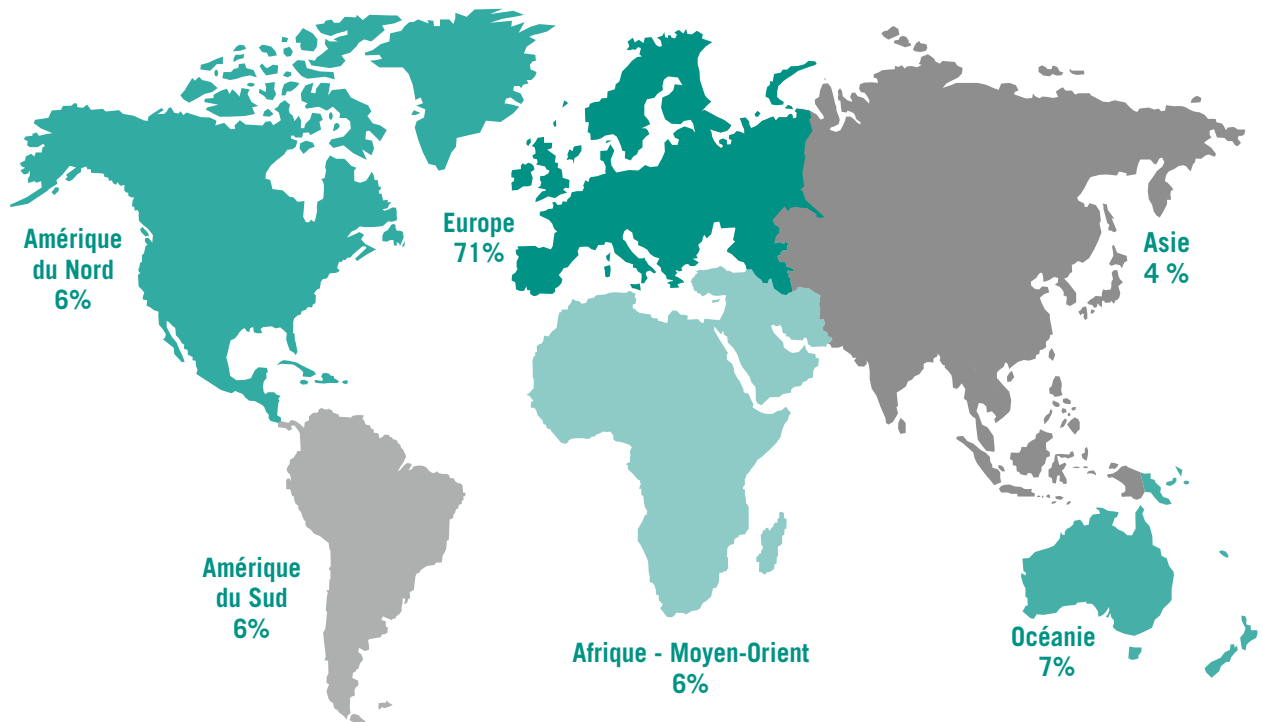 Amérique
du Nord
6%
Europe
71%
Asie
4 %
Amérique
du Sud
6%
Afrique - Moyen-Orient
6%
Océanie
7%